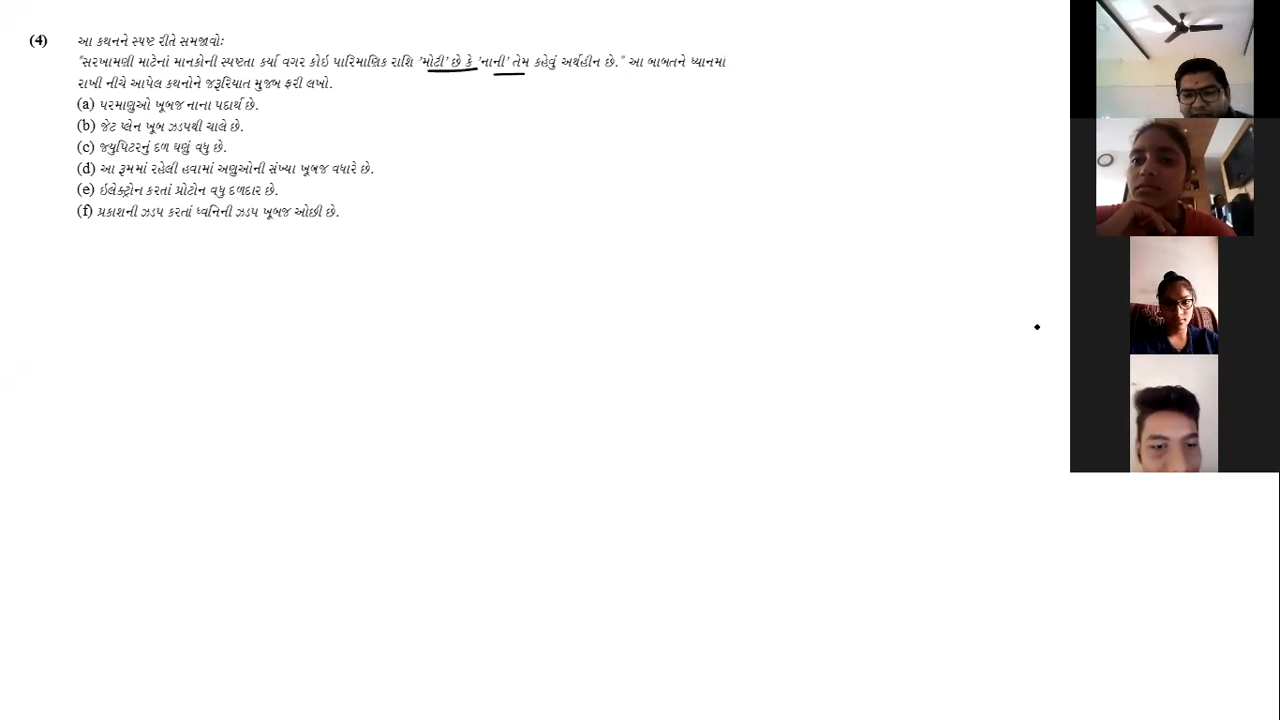 (4) આ કથનને સ્પષ્ટ રીતે સમજાવોઃ
"સરખામણી માટેનાં માનકોની સ્પષ્ટતા કર્યા વગર કોઇ પારિમાણિક રાશિ 'મોટી' છે કે 'નાની' તેમ કહેવું અર્થહીન છે." આ બાબતને ધ્યાનમાં
રાખી નીચે આપેલ કથનોને જરૂરિયાત મુજબ ફરી લખો.
(a) પરમાણુઓ ખૂબજ નાના પદાર્થ છે.
(b) જેટ પ્લેન ખૂબ ઝડપથી ચાલે છે.
(c) જ્યુપિટરનું દળ ઘણું વધુ છે.
(d) આ રૂમમાં રહેલી હવામાં અણુઓની સંખ્યા ખૂબજ વધારે છે.
(e) ઇલેક્ટ્રોન કરતાં પ્રોટોન વધુ દળદાર છે.
(f) પ્રકાશની ઝડપ કરતાં ધ્વનિની ઝડપ ખૂબજ ઓછી છે.